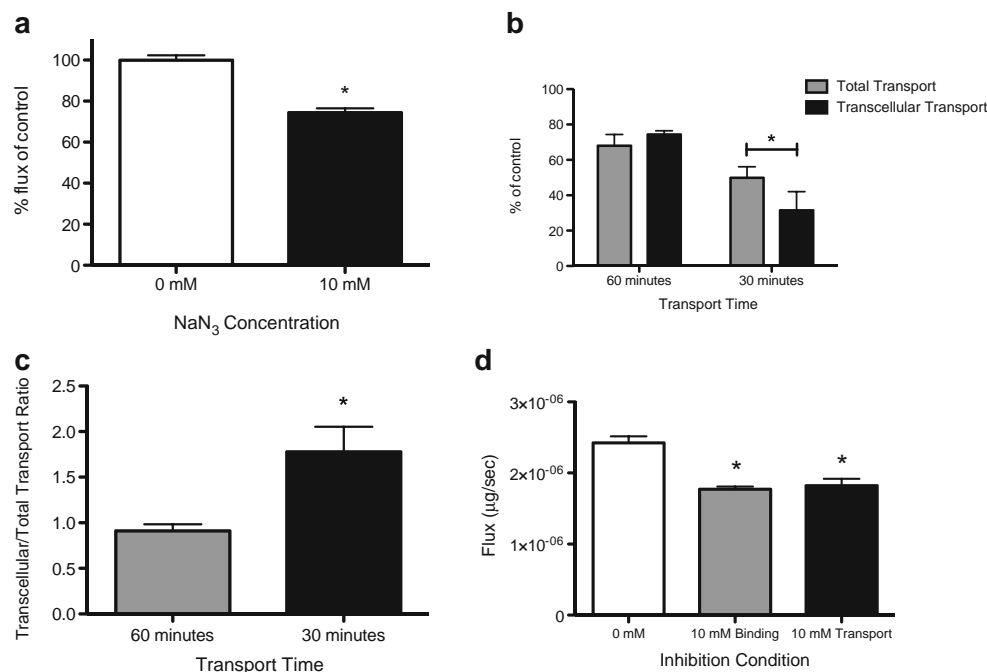 a
% flux of control
100
80
60
40
20
0
*
0 mM
10 mM
NaN₃ Concentration
b
Total Transport
Transcellular Transport
% of control
100
80
60
40
20
0
*
60 minutes
30 minutes
Transport Time
c
Transcellular/Total Transport Ratio
2.5
2.0
1.5
1.0
0.5
0.0
*
60 minutes
30 minutes
Transport Time
d
Flux (µg/sec)
3×10⁻⁰⁶
2×10⁻⁰⁶
1×10⁻⁰⁶
0
*
*
0 mM
10 mM Binding
10 mM Transport
Inhibition Condition